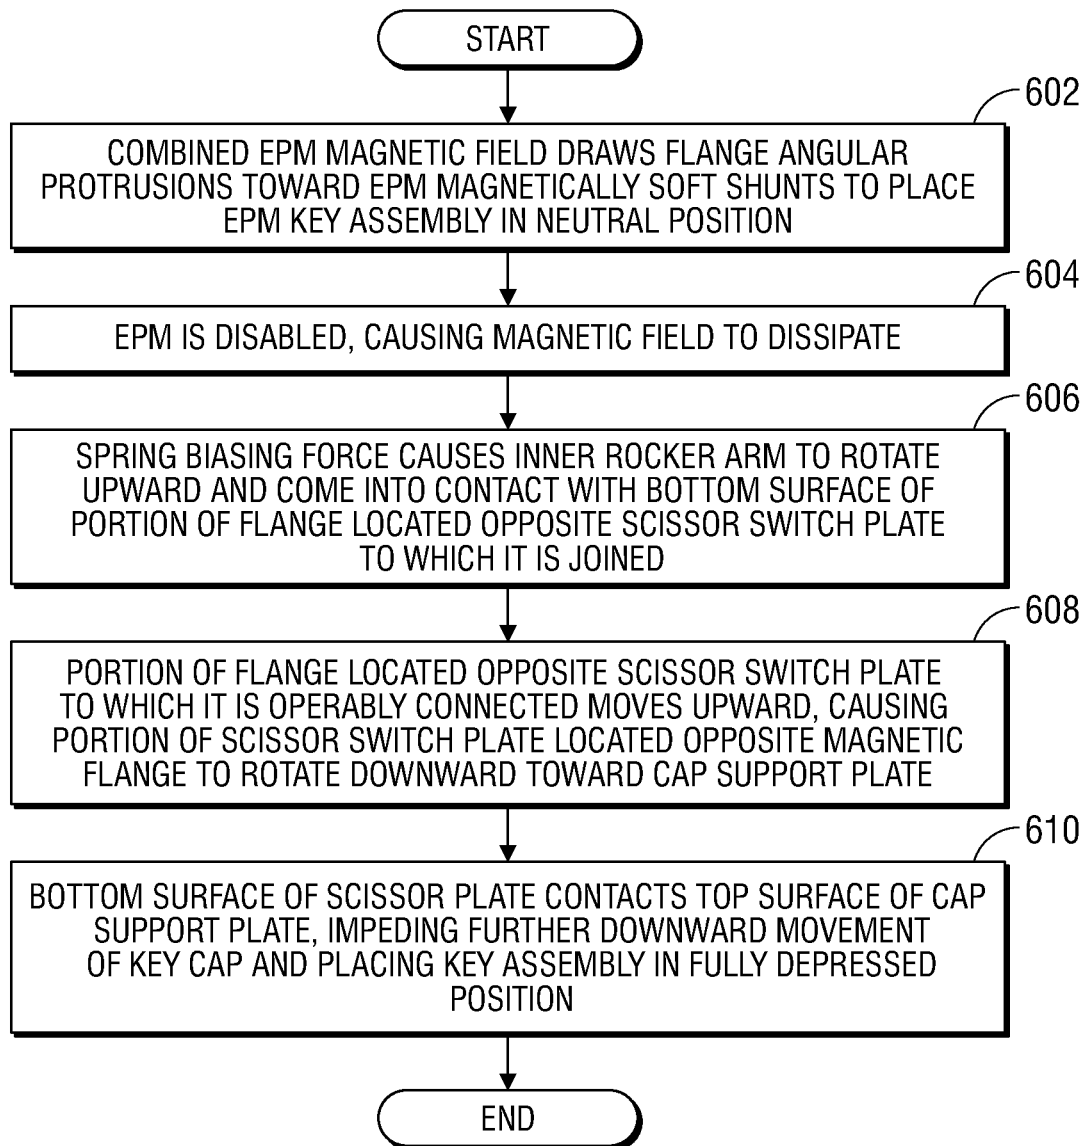 START
602
COMBINED EPM MAGNETIC FIELD DRAWS FLANGE ANGULAR
PROTRUSIONS TOWARD EPM MAGNETICALLY SOFT SHUNTS TO PLACE
EPM KEY ASSEMBLY IN NEUTRAL POSITION
604
EPM IS DISABLED, CAUSING MAGNETIC FIELD TO DISSIPATE
606
SPRING BIASING FORCE CAUSES INNER ROCKER ARM TO ROTATE
UPWARD AND COME INTO CONTACT WITH BOTTOM SURFACE OF
PORTION OF FLANGE LOCATED OPPOSITE SCISSOR SWITCH PLATE
TO WHICH IT IS JOINED
608
PORTION OF FLANGE LOCATED OPPOSITE SCISSOR SWITCH PLATE
TO WHICH IT IS OPERABLY CONNECTED MOVES UPWARD, CAUSING
PORTION OF SCISSOR SWITCH PLATE LOCATED OPPOSITE MAGNETIC
FLANGE TO ROTATE DOWNWARD TOWARD CAP SUPPORT PLATE
610
BOTTOM SURFACE OF SCISSOR PLATE CONTACTS TOP SURFACE OF CAP
SUPPORT PLATE, IMPEDING FURTHER DOWNWARD MOVEMENT
OF KEY CAP AND PLACING KEY ASSEMBLY IN FULLY DEPRESSED
POSITION
END